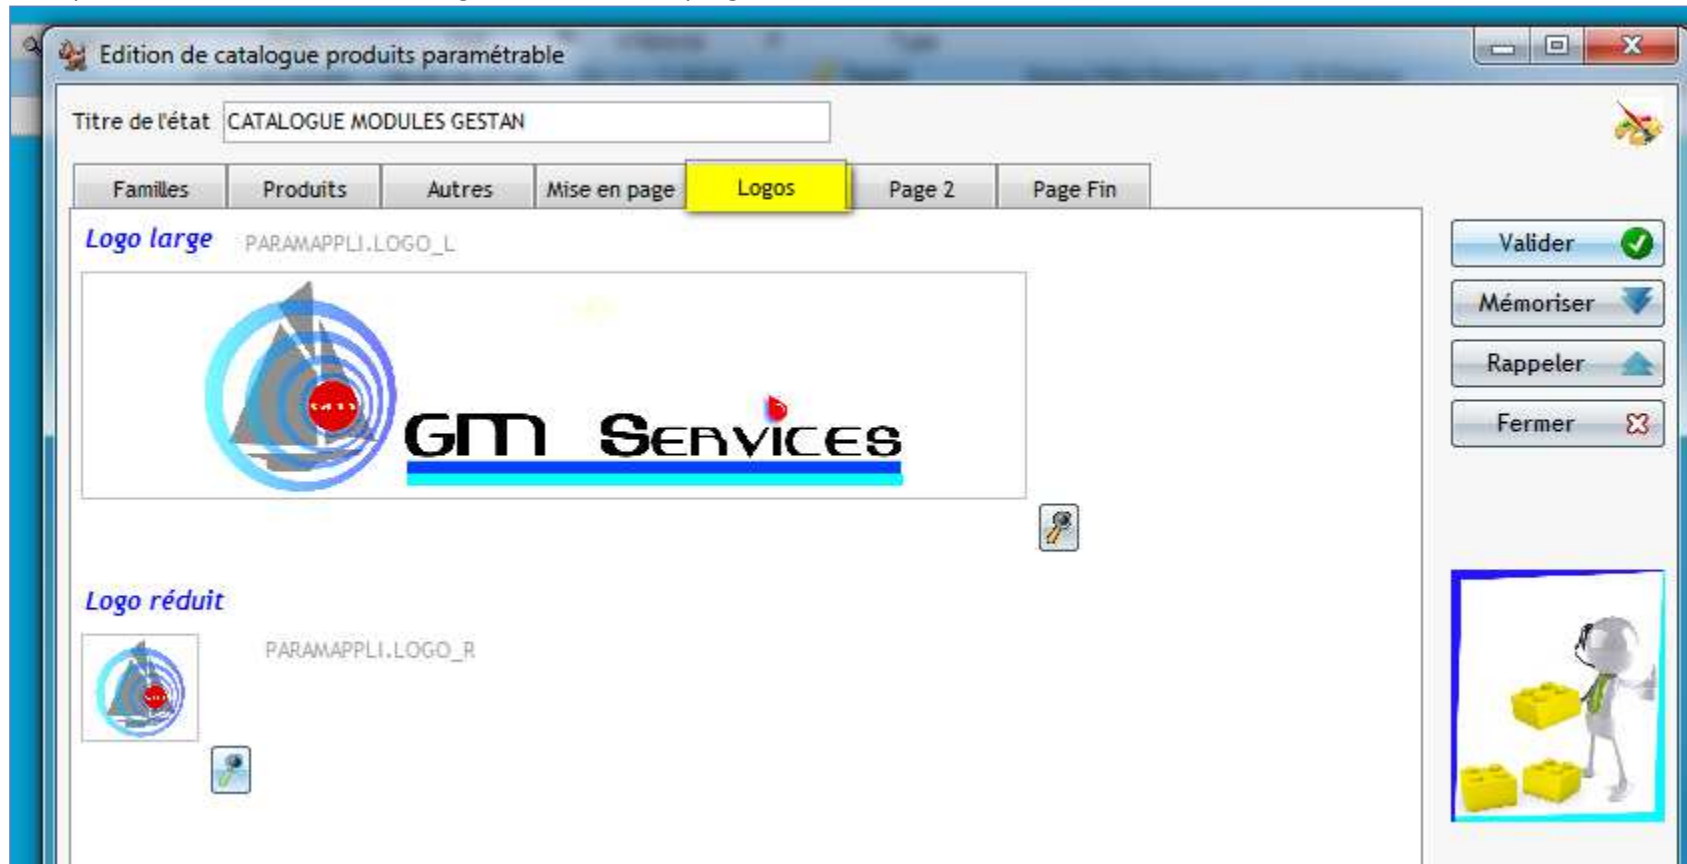 Edition de catalogue produits paramétrable
Titre de l'état CATALOGUE MODULES GESTAN
Familles Produits Autres Mise en page Logos Page 2 Page Fin
Logo large PARAMAPPLI.LOGO_L
Valider
Mémoriser
Rappeler
Fermer
GM SERVICES
Logo réduit
PARAMAPPLI.LOGO_R